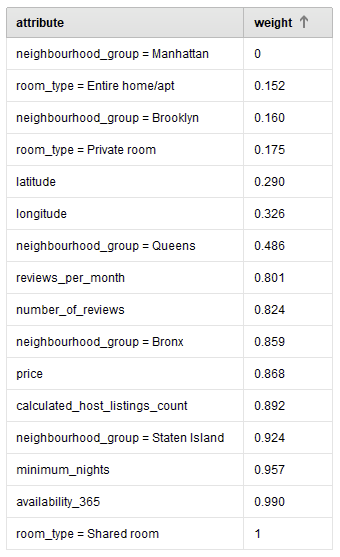 attribute weight
neighbourhood_group = Manhattan 0
room_type = Entire home/apt 0.152
neighbourhood_group = Brooklyn 0.160
room_type = Private room 0.175
latitude 0.290
longitude 0.326
neighbourhood_group = Queens 0.486
reviews_per_month 0.801
number_of_reviews 0.824
neighbourhood_group = Bronx 0.859
price 0.868
calculated_host_listings_count 0.892
neighbourhood_group = Staten Island 0.924
minimum_nights 0.957
availability_365 0.990
room_type = Shared room 1